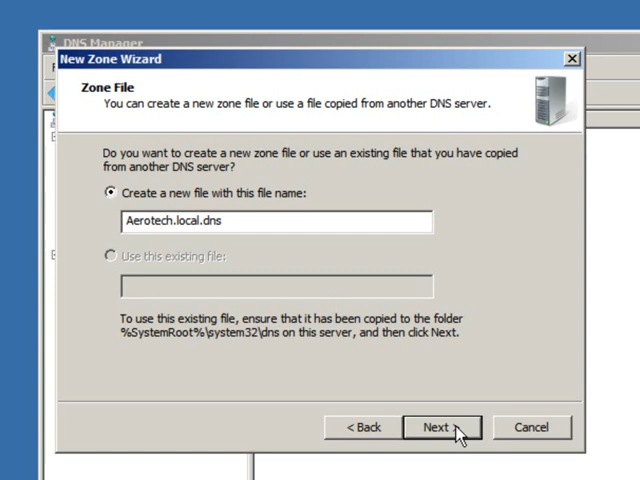 DNS Manager
New Zone Wizard
Zone File
You can create a new zone file or use a file copied from another DNS server.
Do you want to create a new zone file or use an existing file that you have copied
from another DNS server?
Create a new file with this file name:
Aerotech.local.dns
Use this existing file:
To use this existing file, ensure that it has been copied to the folder
%SystemRoot%\system32\dns on this server, and then click Next.
< Back
Next >
Cancel